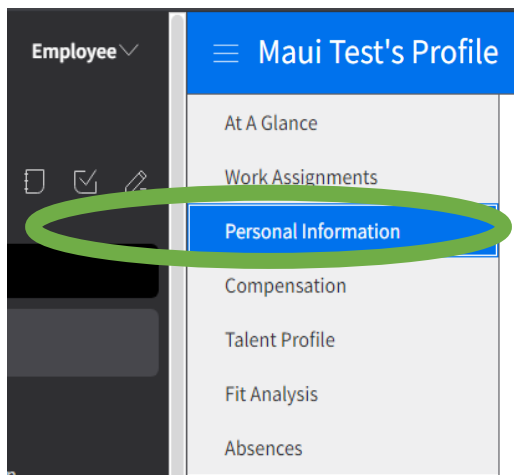 Employee
Maui Test's Profile
At A Glance
Work Assignments
Personal Information
Compensation
Talent Profile
Fit Analysis
Absences